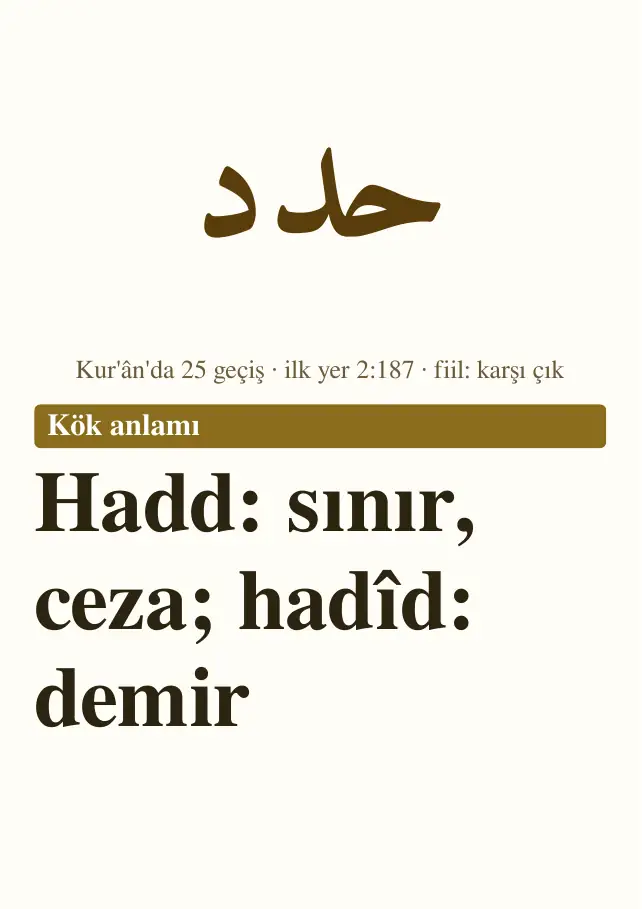 حد د
Kur'ân'da 25 geçiş · ilk yer 2:187 · fiil: karşı çık
Kök anlamı
Hadd: sınır,
ceza; hadîd:
demir